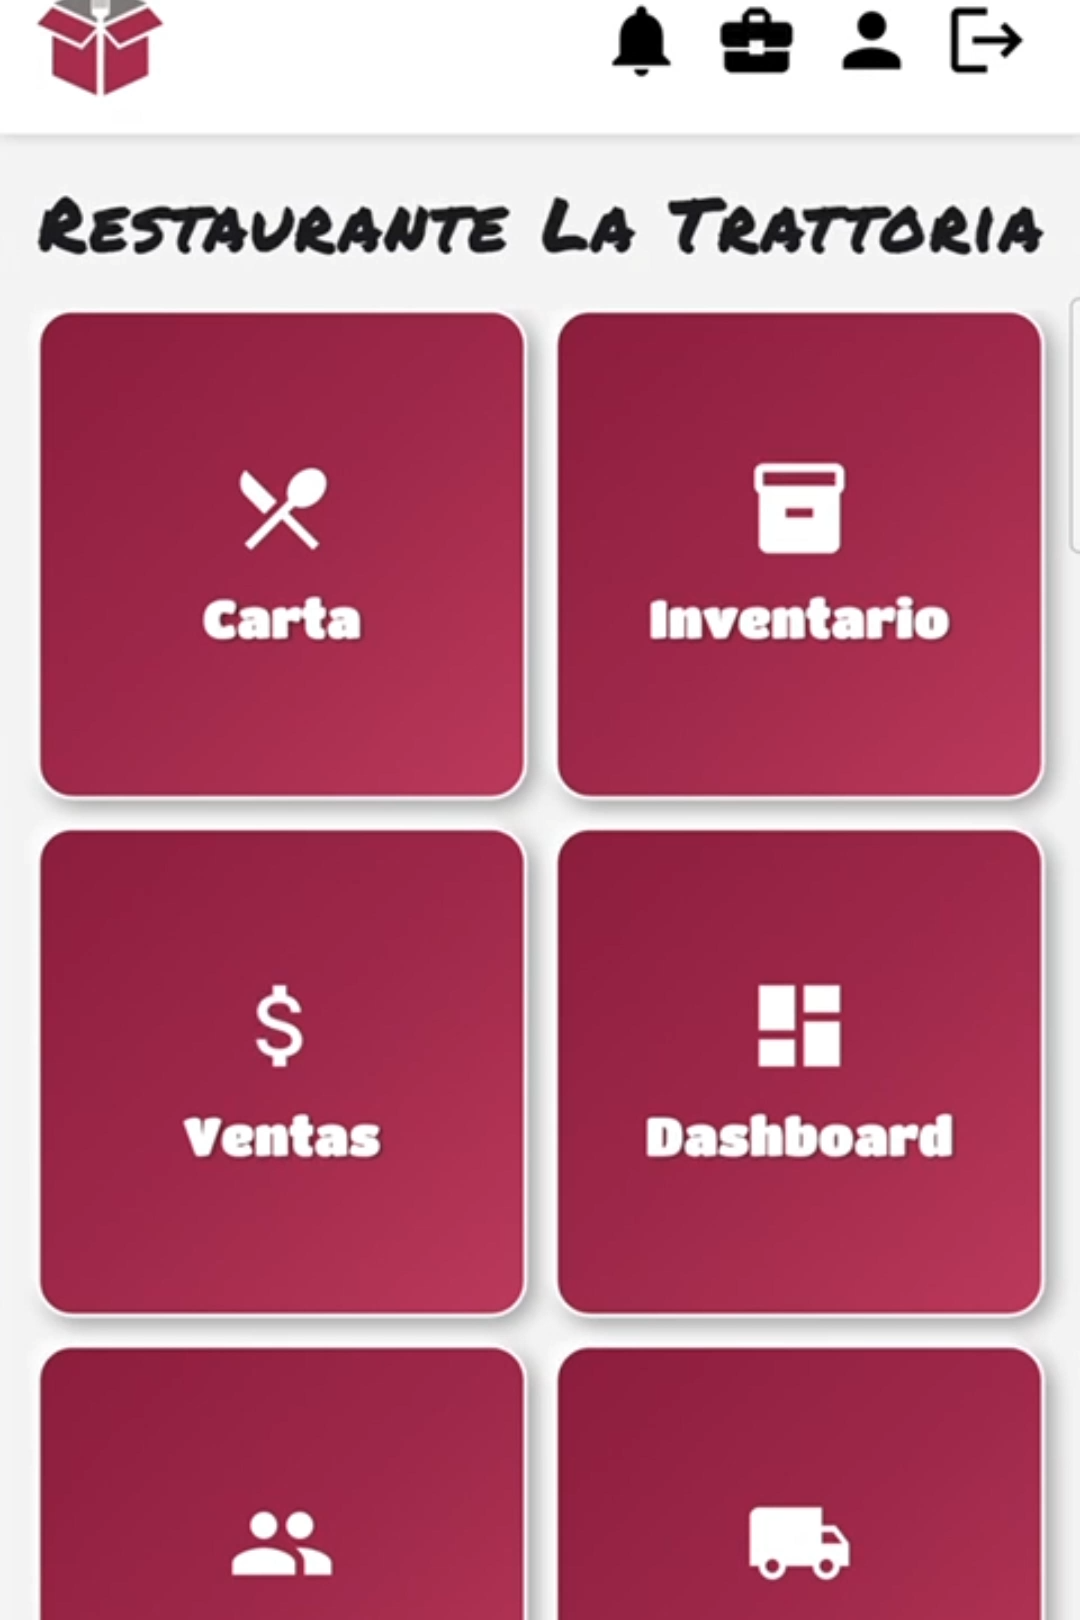 Restaurante La Trattoria
Carta
Inventario
Ventas
Dashboard